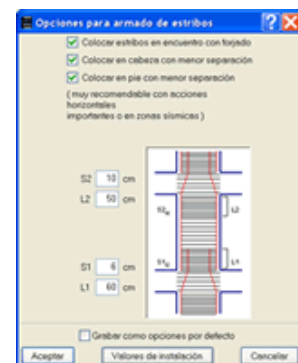 Opciones para armado de estribos
Colocar estribos en encuentro con forjado
Colocar en cabeza con menor separación
Colocar en pie con menor separación
( muy recomendable con acciones
horizontales
importantes o en zonas sísmicas )
S2 10 cm
L2 50 cm
S2
L2
S1 6 cm
L1 60 cm
S1
L1
Grabar como opciones por defecto
Aceptar
Valores de instalación
Cancelar